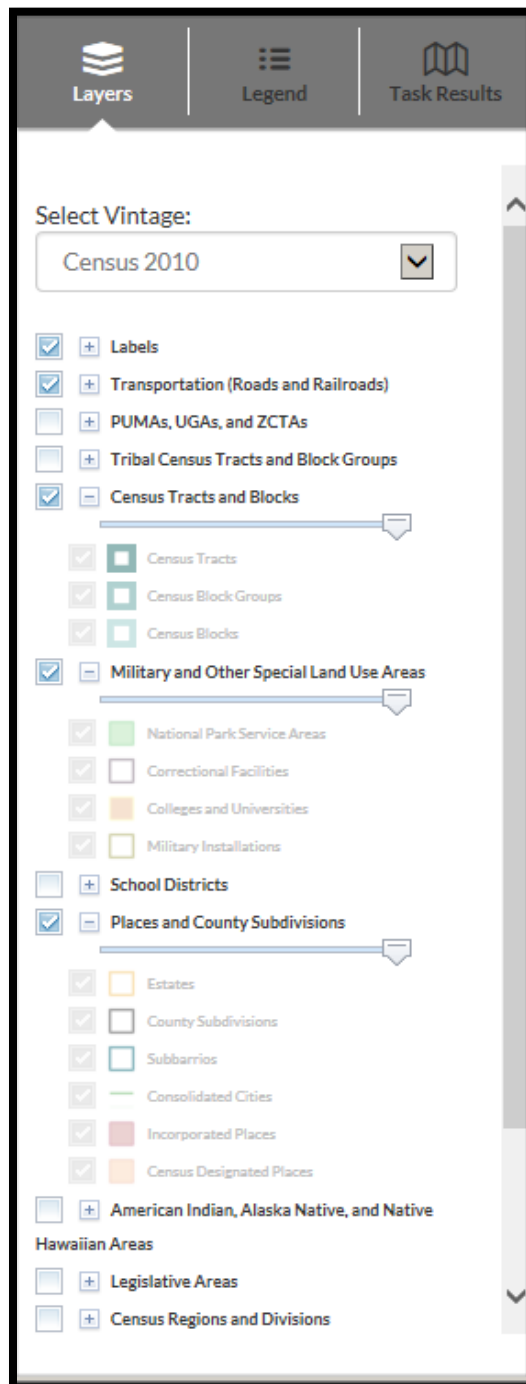 Layers
Legend
Task Results
Select Vintage:
Census 2010
Labels
Transportation (Roads and Railroads)
PUMAs, UGAs, and ZCTAs
Tribal Census Tracts and Block Groups
Census Tracts and Blocks
Census Tracts
Census Block Groups
Census Blocks
Military and Other Special Land Use Areas
National Park Service Areas
Correctional Facilities
Colleges and Universities
Military Installations
School Districts
Places and County Subdivisions
Estates
County Subdivisions
Subbarrios
Consolidated Cities
Incorporated Places
Census Designated Places
American Indian, Alaska Native, and Native
Hawaiian Areas
Legislative Areas
Census Regions and Divisions